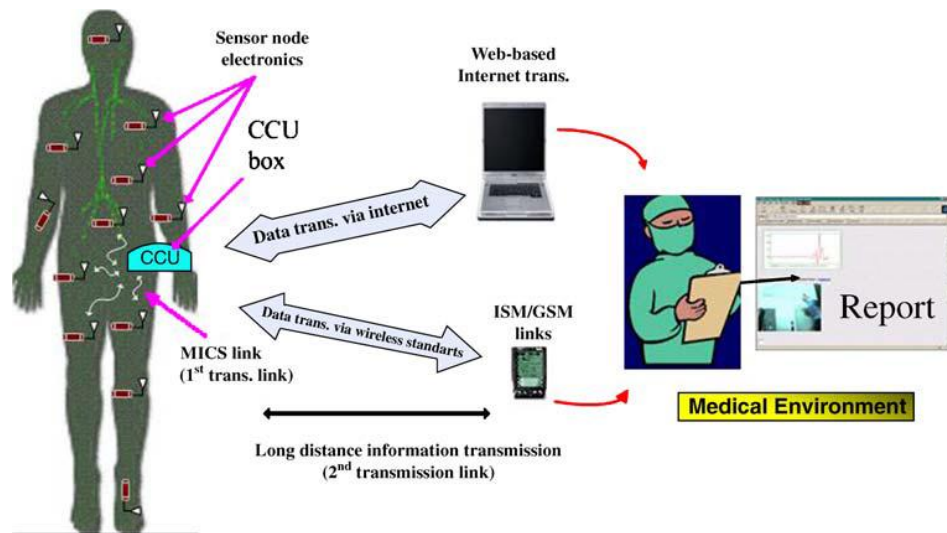 Sensor node
electronics
CCU
box
CCU
MICS link
(1st trans. link)
Web-based
Internet trans.
Data trans. via internet
Data trans. via wireless standarts
ISM/GSM
links
Long distance information transmission
(2nd transmission link)
Report
Medical Environment